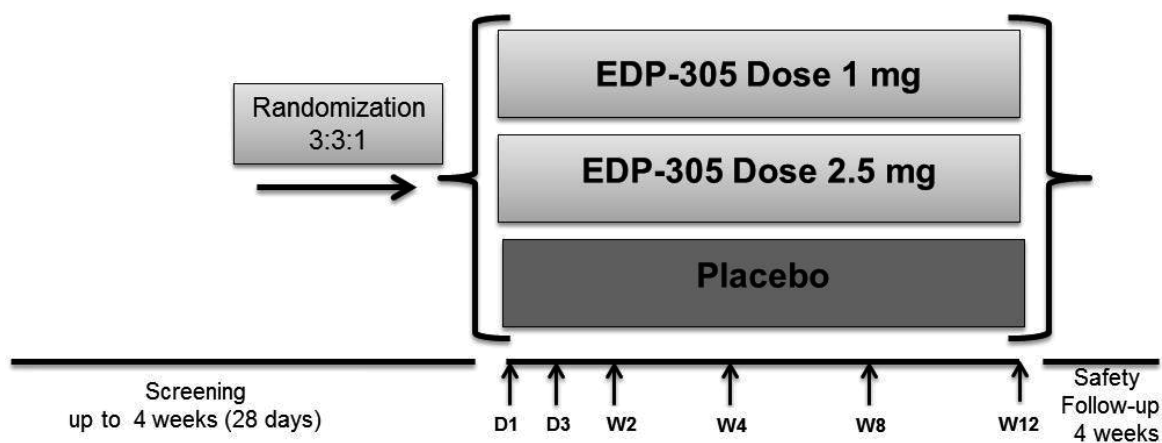 EDP-305 Dose 1 mg
Randomization
3:3:1
EDP-305 Dose 2.5 mg
Placebo
Screening
up to 4 weeks (28 days)
D1 D3 W2 W4 W8 W12
Safety
Follow-up
4 weeks